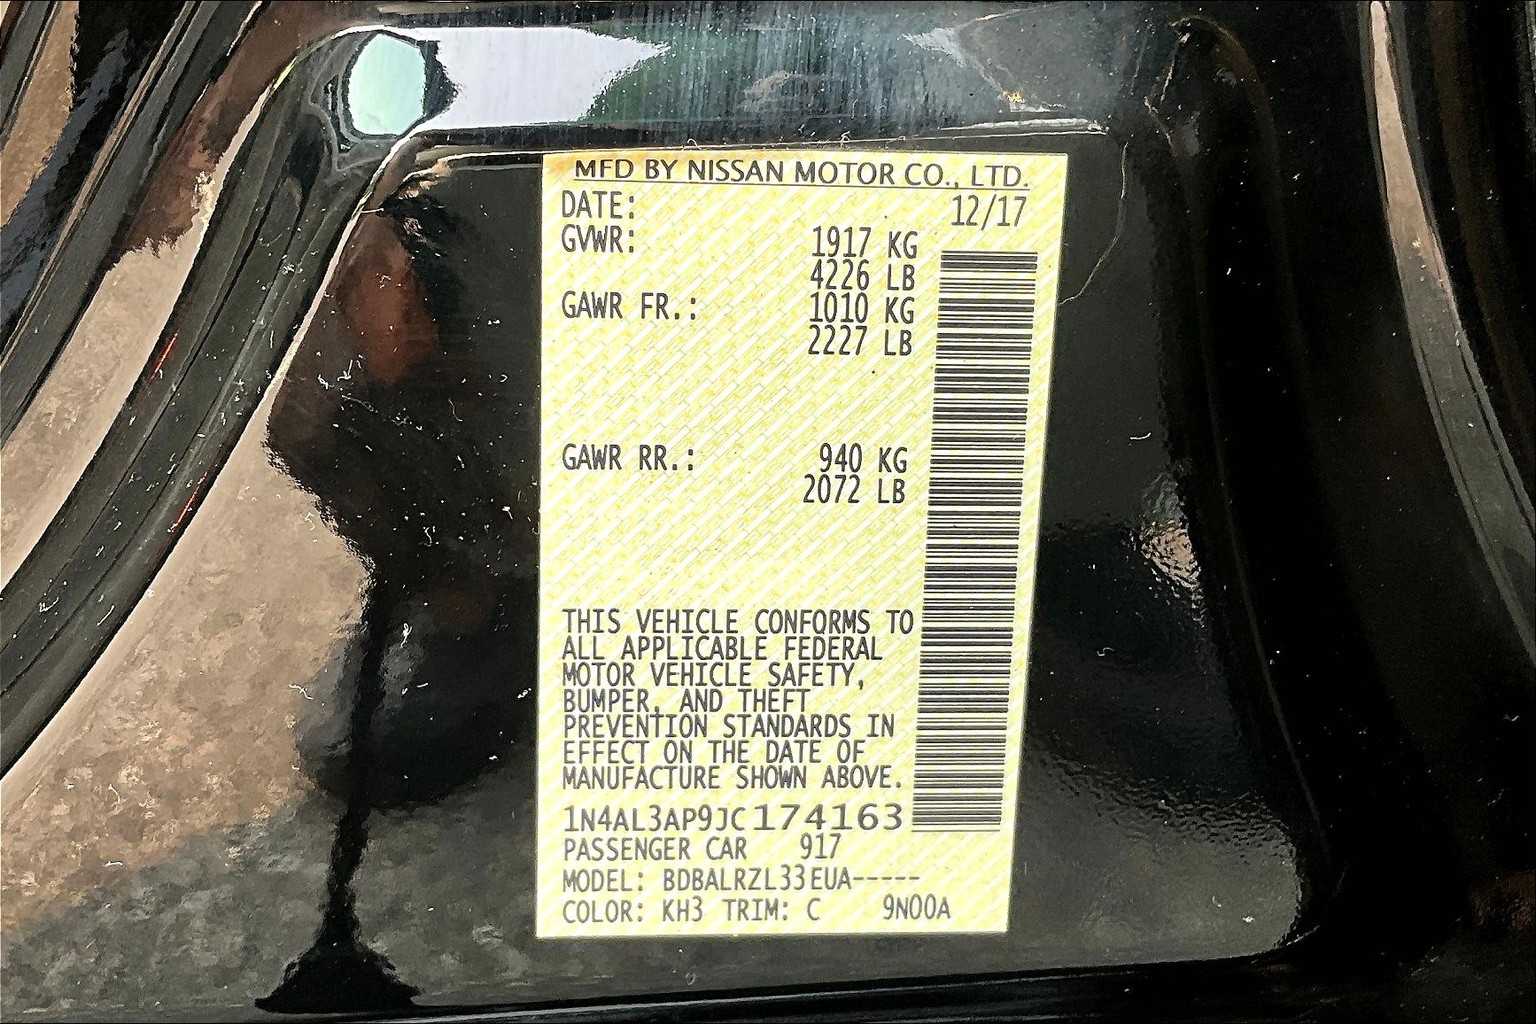 MFD BY NISSAN MOTOR CO., LTD.
DATE: 12/17
GVWR: 1917 KG
4226 LB
GAWR FR.: 1010 KG
2227 LB
GAWR RR.: 940 KG
2072 LB
THIS VEHICLE CONFORMS TO
ALL APPLICABLE FEDERAL
MOTOR VEHICLE SAFETY,
BUMPER, AND THEFT
PREVENTION STANDARDS IN
EFFECT ON THE DATE OF
MANUFACTURE SHOWN ABOVE.
1N4AL3AP9JC174163
PASSENGER CAR 917
MODEL: BDBALRZL33EUA-----
COLOR: KH3 TRIM: C 9N00A